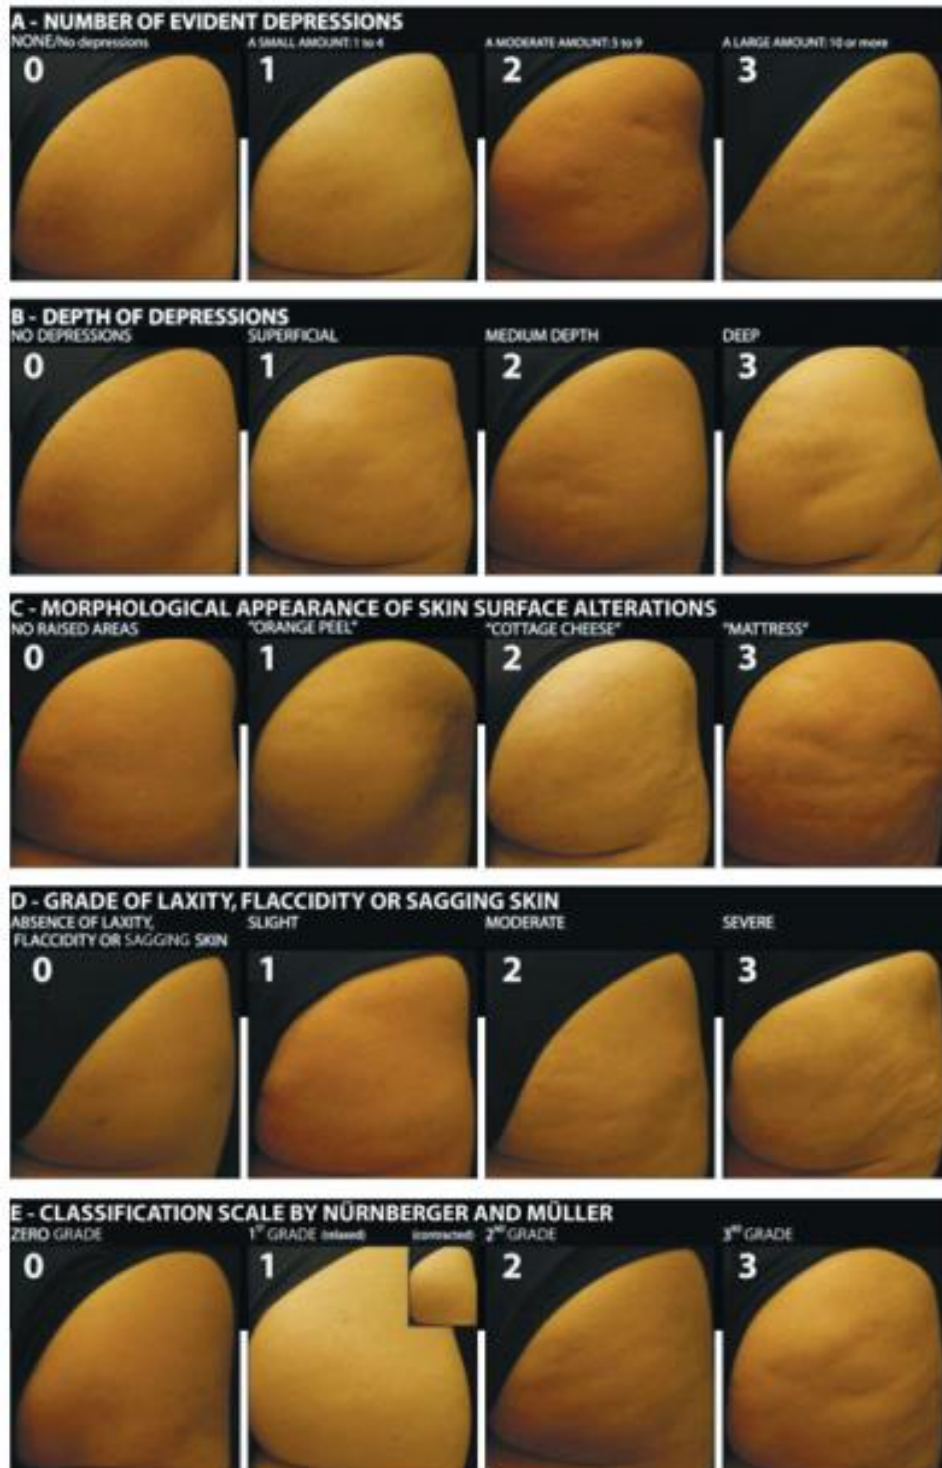 A - NUMBER OF EVIDENT DEPRESSIONS
NONE/No depressions A SMALL AMOUNT: 1 to 4 A MODERATE AMOUNT: 5 to 9 A LARGE AMOUNT: 10 or more
0 1 2 3
B - DEPTH OF DEPRESSIONS
NO DEPRESSIONS SUPERFICIAL MEDIUM DEPTH DEEP
0 1 2 3
C - MORPHOLOGICAL APPEARANCE OF SKIN SURFACE ALTERATIONS
NO RAISED AREAS "ORANGE PEEL" "COTTAGE CHEESE" "MATTRESS"
0 1 2 3
D - GRADE OF LAXITY, FLACCIDITY OR SAGGING SKIN
ABSENCE OF LAXITY, SLIGHT MODERATE SEVERE
FLACCIDITY OR SAGGING SKIN
0 1 2 3
E - CLASSIFICATION SCALE BY NÜRNBERGER AND MÜLLER
ZERO GRADE 1ST GRADE (relaxed) (contracted) 2ND GRADE 3RD GRADE
0 1 2 3